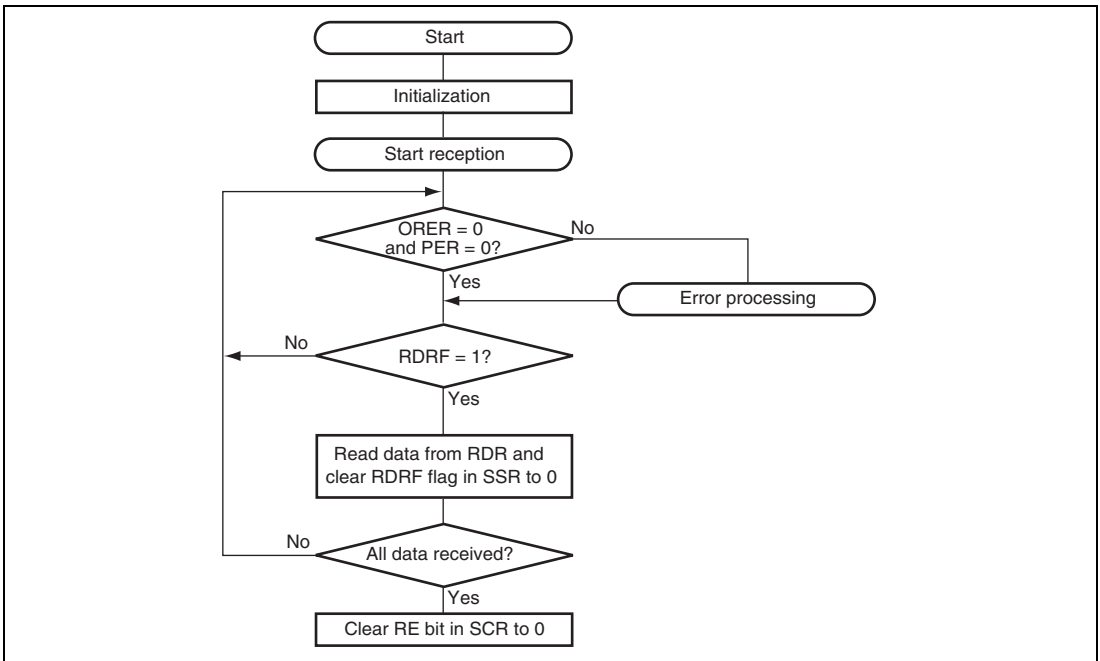 Start
Initialization
Start reception
ORER = 0
and PER = 0?
No
Yes
Error processing
No
RDRF = 1?
Yes
Read data from RDR and
clear RDRF flag in SSR to 0
No
All data received?
Yes
Clear RE bit in SCR to 0